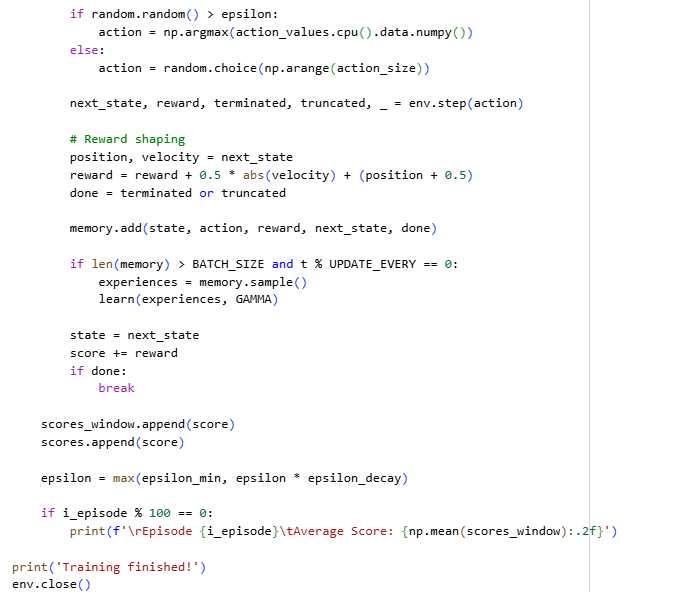 if random.random() > epsilon:
    action = np.argmax(action_values.cpu().data.numpy())
else:
    action = random.choice(np.arange(action_size))
next_state, reward, terminated, truncated, _ = env.step(action)
# Reward shaping
position, velocity = next_state
reward = reward + 0.5 * abs(velocity) + (position + 0.5)
done = terminated or truncated
memory.add(state, action, reward, next_state, done)
if len(memory) > BATCH_SIZE and t % UPDATE_EVERY == 0:
    experiences = memory.sample()
    learn(experiences, GAMMA)
state = next_state
score += reward
if done:
    break
scores_window.append(score)
scores.append(score)
epsilon = max(epsilon_min, epsilon * epsilon_decay)
if i_episode % 100 == 0:
    print(f'\rEpisode {i_episode}\tAverage Score: {np.mean(scores_window):.2f}')
print('Training finished!')
env.close()